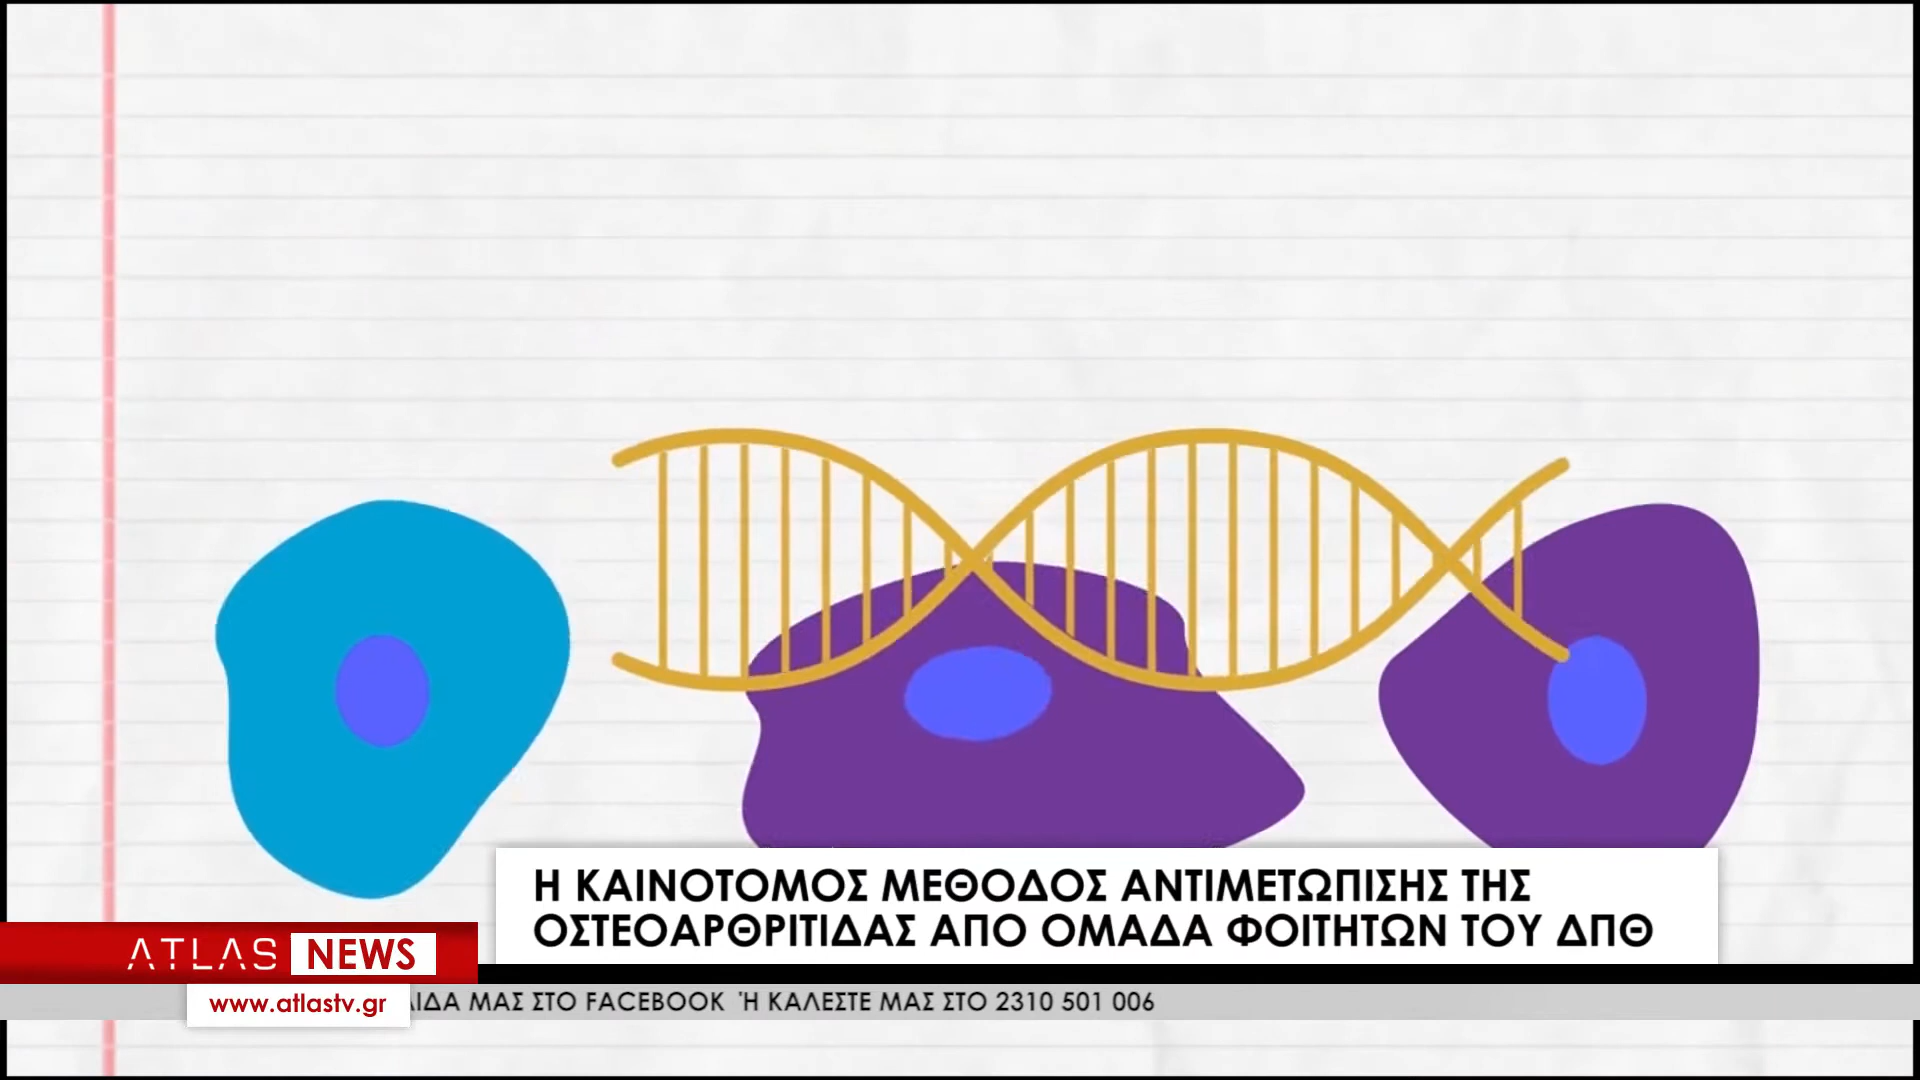 Η ΚΑΙΝΟΤΟΜΟΣ ΜΕΘΟΔΟΣ ΑΝΤΙΜΕΤΩΠΙΣΗΣ ΤΗΣ
ΟΣΤΕΟΑΡΘΡΙΤΙΔΑΣ ΑΠΟ ΟΜΑΔΑ ΦΟΙΤΗΤΩΝ ΤΟΥ ΔΠΘ
ATLAS NEWS
www.atlastv.gr ΜΑΣ ΣΤΟ FACEBOOK Ή ΚΑΛΕΣΤΕ ΜΑΣ ΣΤΟ 2310 501 006